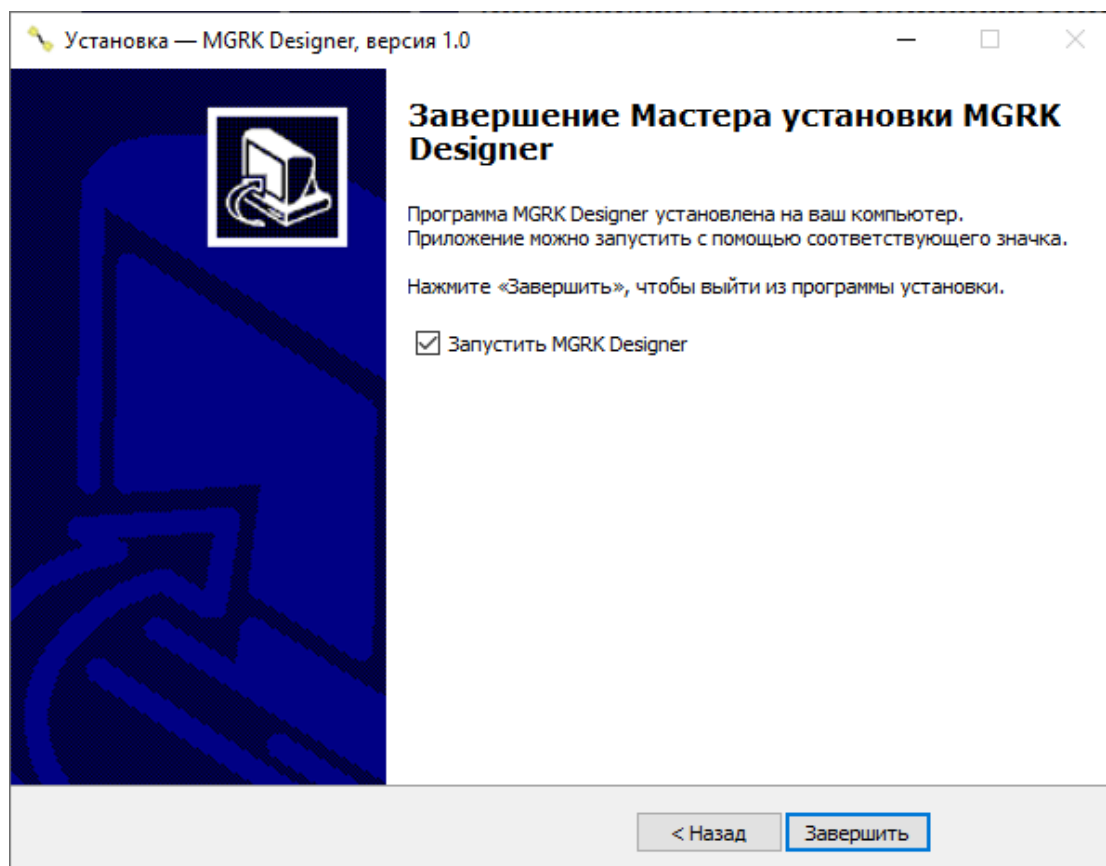 Установка — MGRK Designer, версия 1.0
Завершение Мастера установки MGRK
Designer
Программа MGRK Designer установлена на ваш компьютер.
Приложение можно запустить с помощью соответствующего значка.
Нажмите «Завершить», чтобы выйти из программы установки.
Запустить MGRK Designer
< Назад
Завершить